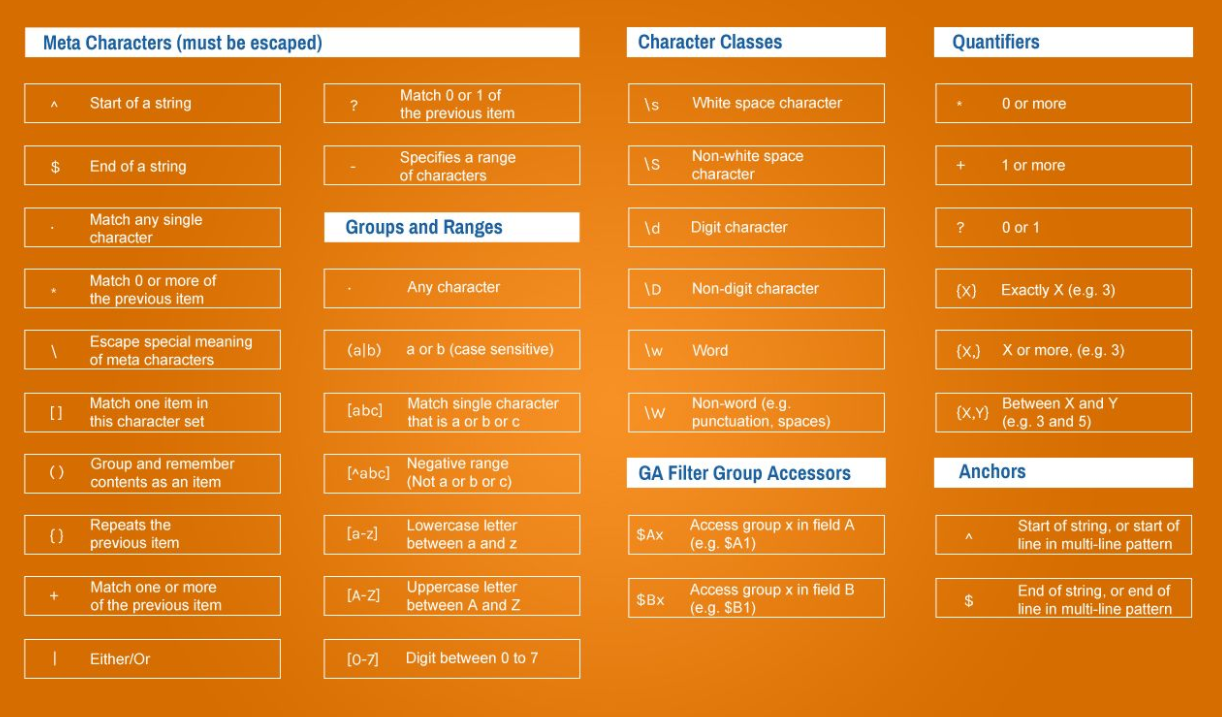 Meta Characters (must be escaped)
^ Start of a string
$ End of a string
. Match any single
character
* Match 0 or more of
the previous item
\ Escape special meaning
of meta characters
[ ] Match one item in
this character set
( ) Group and remember
contents as an item
{ } Repeats the
previous item
+ Match one or more
of the previous item
| Either/Or
? Match 0 or 1 of
the previous item
- Specifies a range
of characters
Groups and Ranges
. Any character
(a|b) a or b (case sensitive)
[abc] Match single character
that is a or b or c
[^abc] Negative range
(Not a or b or c)
[a-z] Lowercase letter
between a and z
[A-Z] Uppercase letter
between A and Z
[0-7] Digit between 0 to 7
Character Classes
\s White space character
\S Non-white space
character
\d Digit character
\D Non-digit character
\w Word
\W Non-word (e.g.
punctuation, spaces)
GA Filter Group Accessors
$Ax Access group x in field A
(e.g. $A1)
$Bx Access group x in field B
(e.g. $B1)
Quantifiers
* 0 or more
+ 1 or more
? 0 or 1
{X} Exactly X (e.g. 3)
{X,} X or more, (e.g. 3)
{X,Y} Between X and Y
(e.g. 3 and 5)
Anchors
^ Start of string, or start of
line in multi-line pattern
$ End of string, or end of
line in multi-line pattern